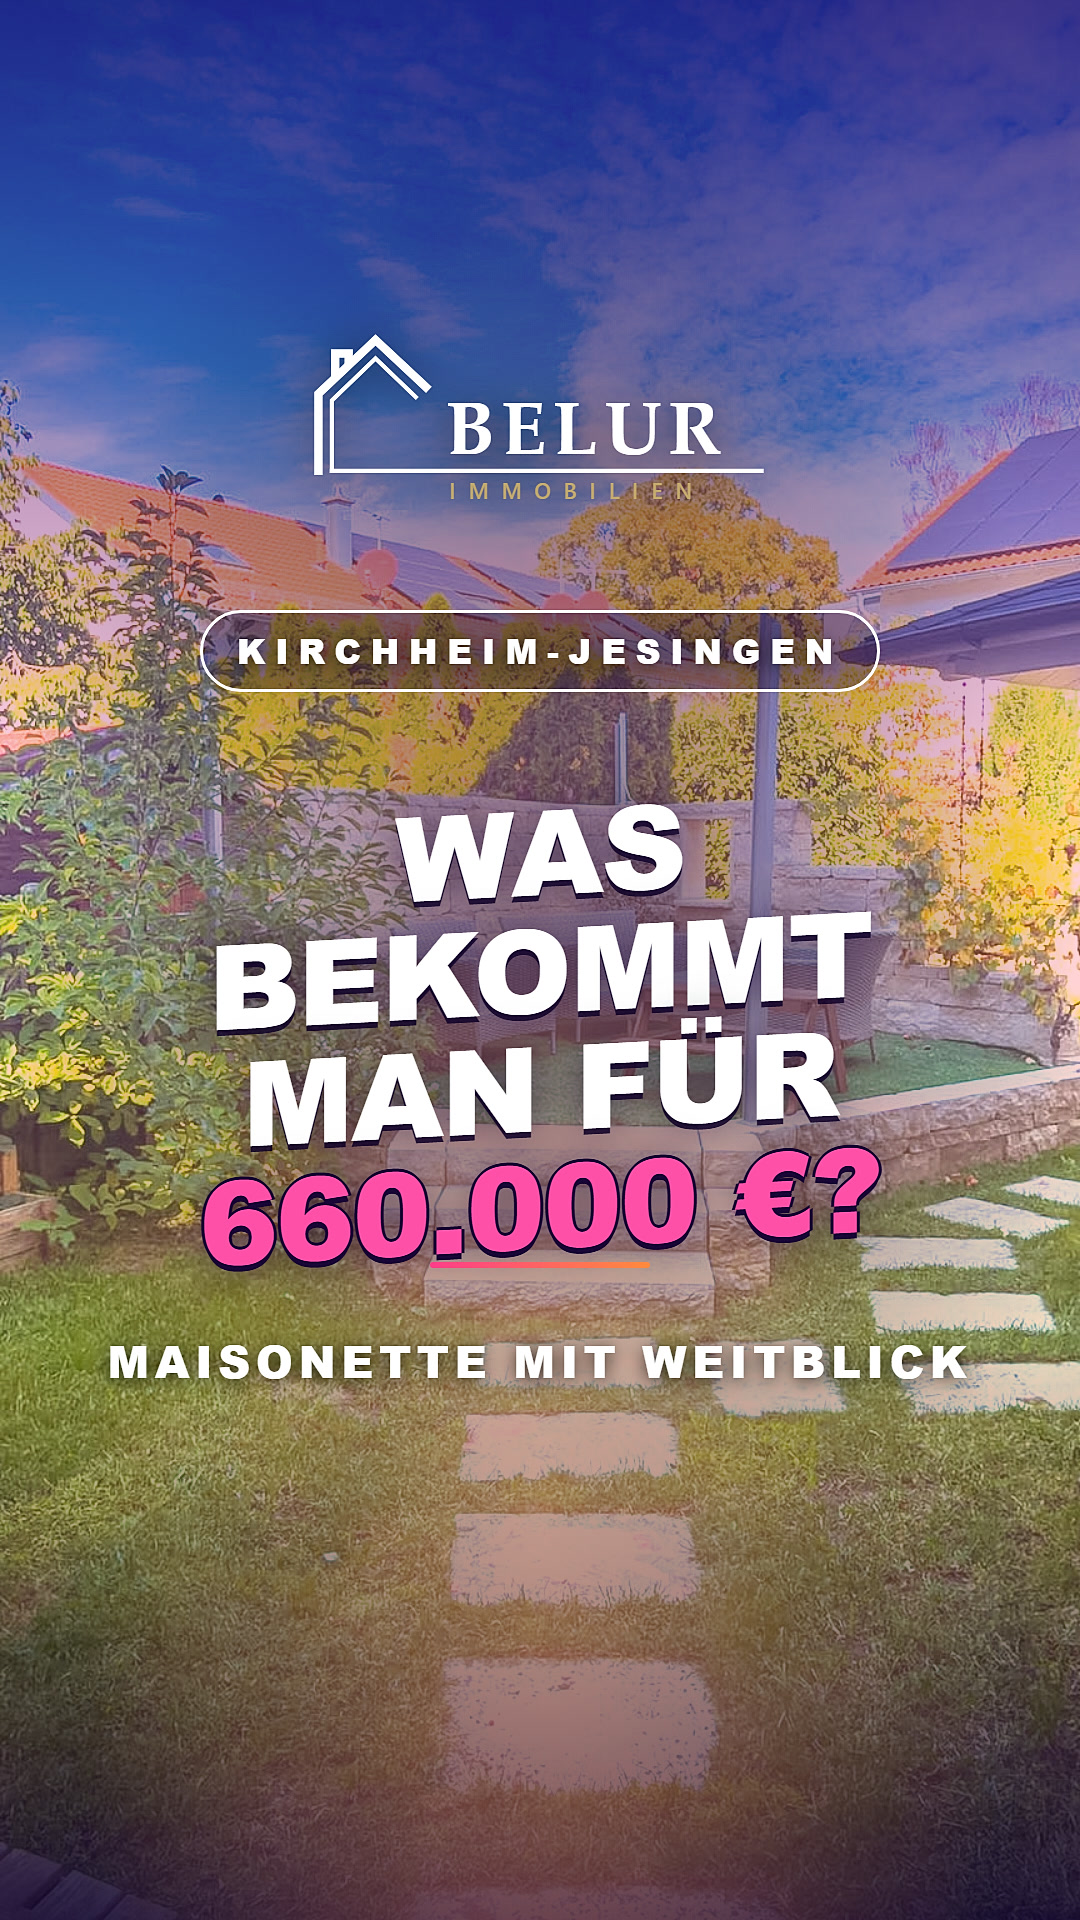 BELUR
IMMOBILIEN
KIRCHHEIM-JESINGEN
WAS
BEKOMMT
MAN FÜR
660.000 €?
MAISONETTE MIT WEITBLICK